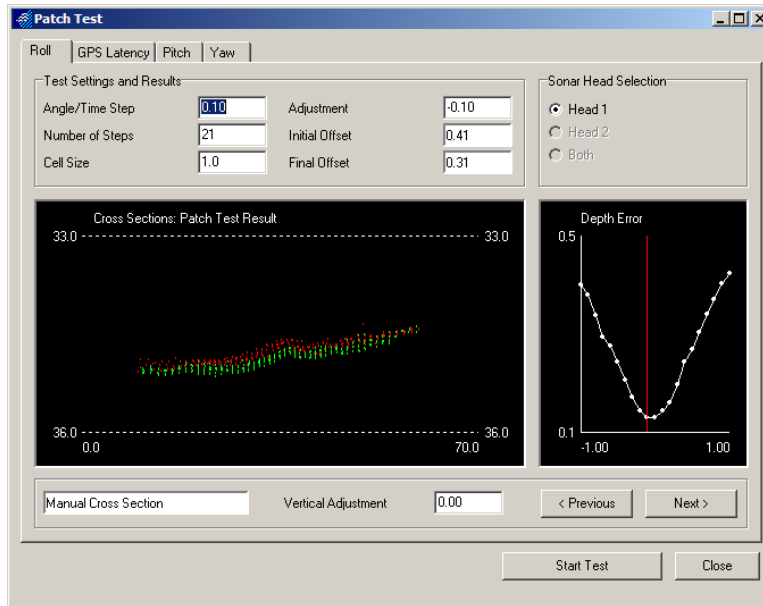 Patch Test
Roll GPS Latency Pitch Yaw
Test Settings and Results
Angle/Time Step 0.10 Adjustment -0.10
Number of Steps 21 Initial Offset 0.41
Cell Size 1.0 Final Offset 0.31
Sonar Head Selection
Head 1
Head 2
Both
Cross Sections: Patch Test Result
33.0 33.0
36.0 36.0
0.0 70.0
Depth Error
0.5
0.1
-1.00 1.00
Manual Cross Section Vertical Adjustment 0.00 < Previous Next >
Start Test Close